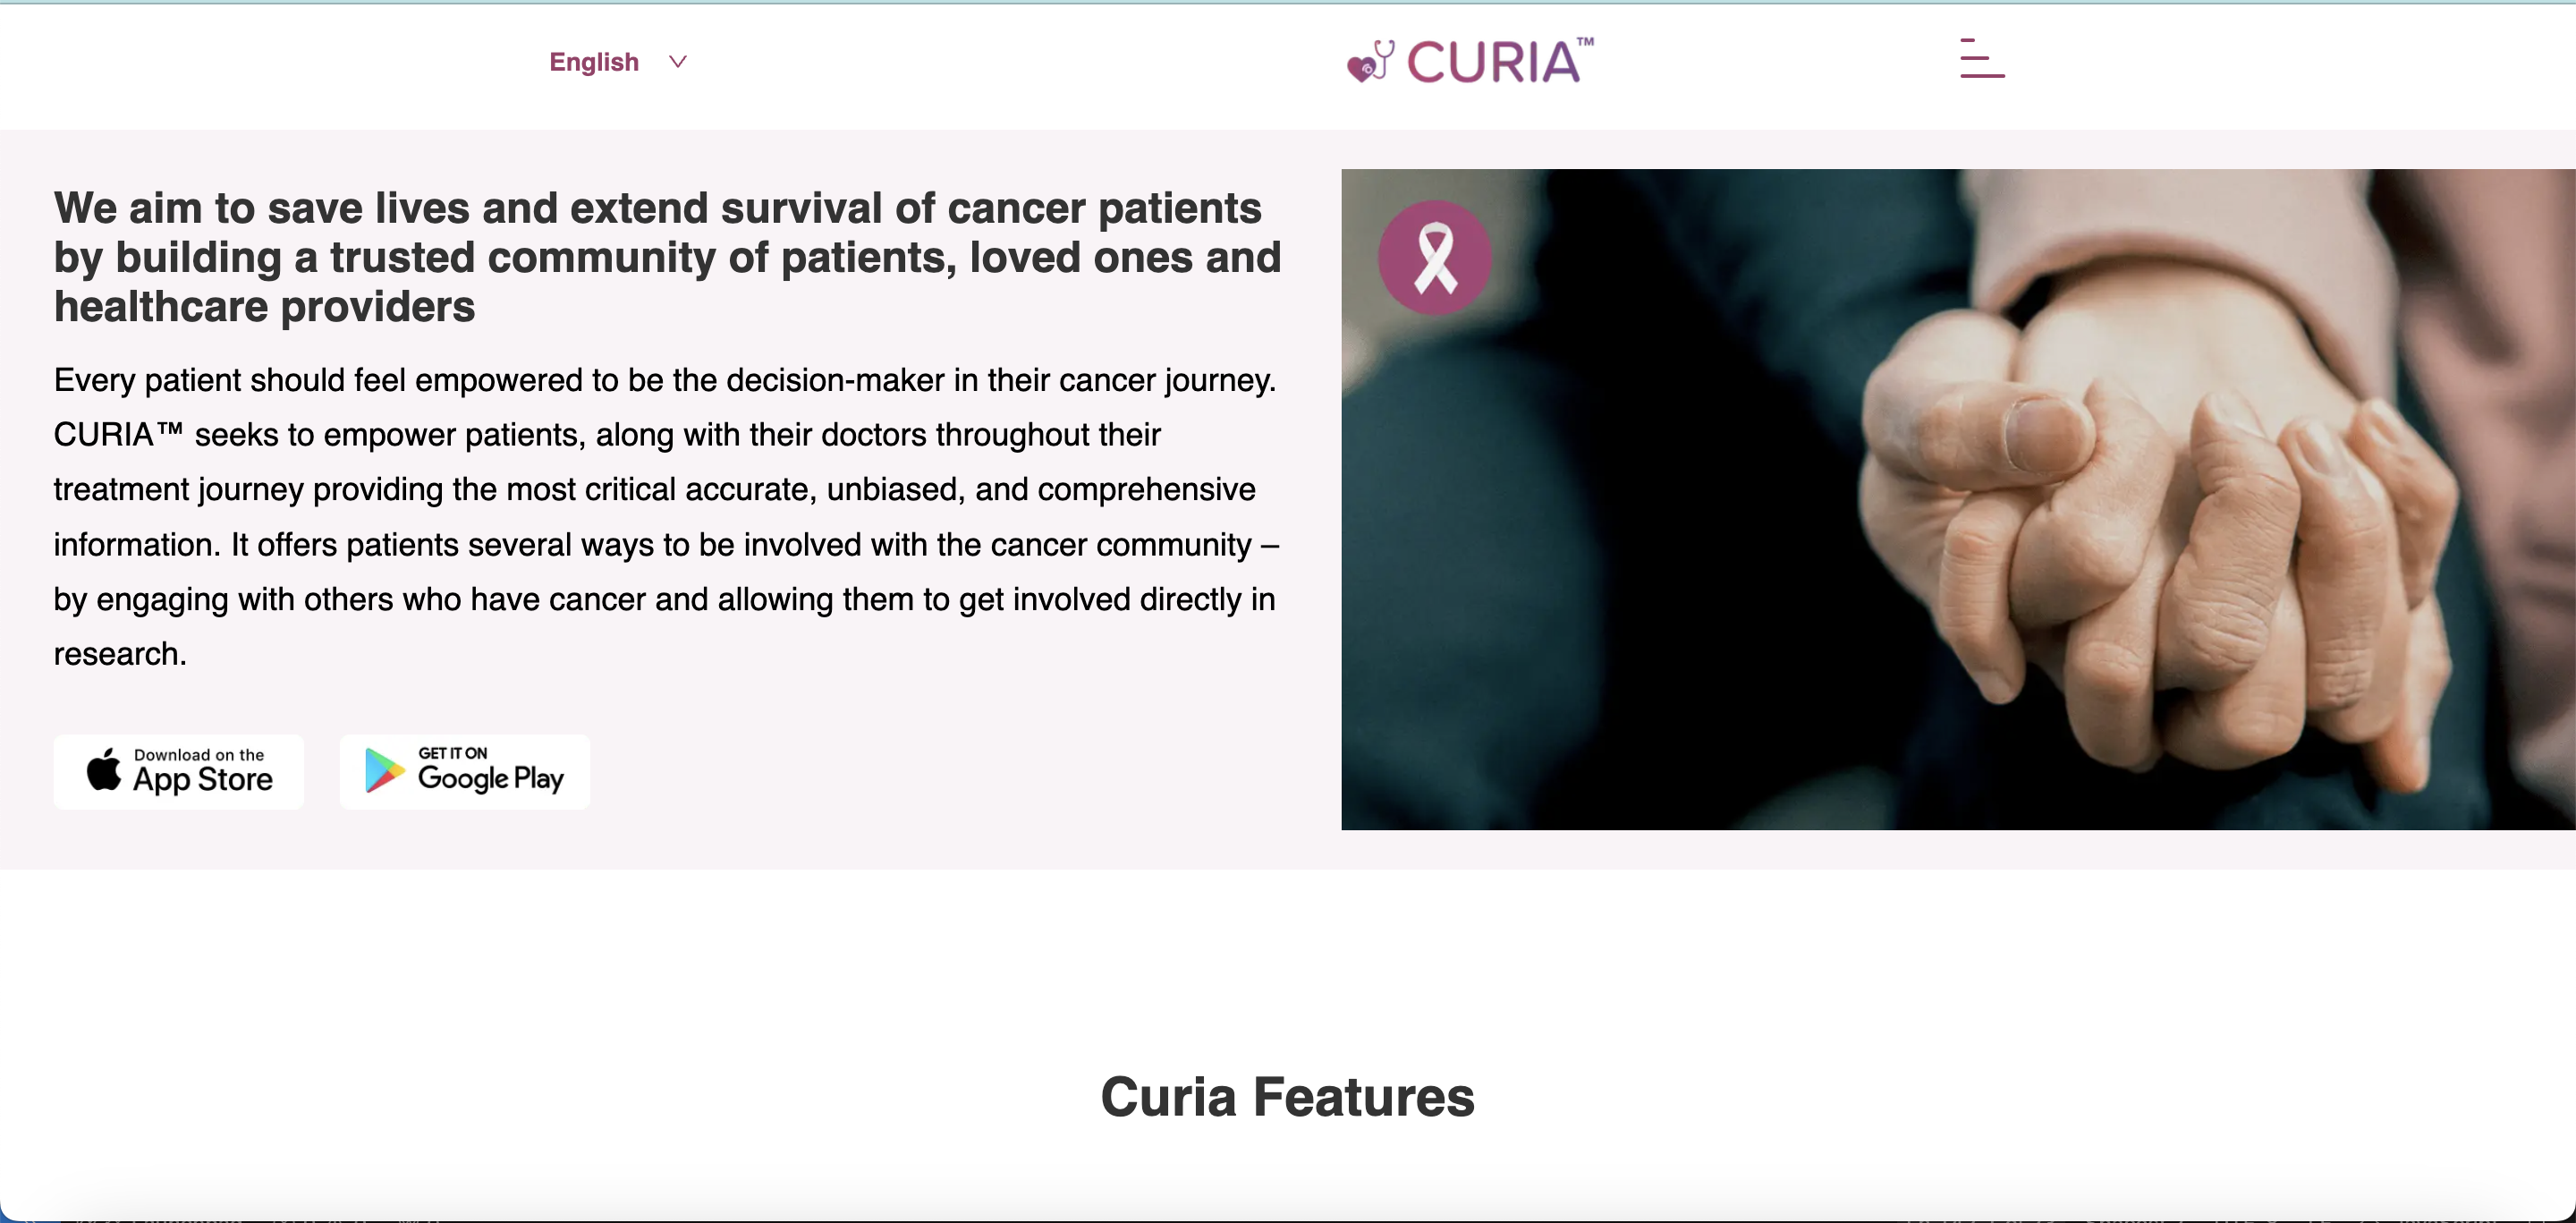 English
CURIA™
We aim to save lives and extend survival of cancer patients
by building a trusted community of patients, loved ones and
healthcare providers
Every patient should feel empowered to be the decision-maker in their cancer journey.
CURIA™ seeks to empower patients, along with their doctors throughout their
treatment journey providing the most critical accurate, unbiased, and comprehensive
information. It offers patients several ways to be involved with the cancer community –
by engaging with others who have cancer and allowing them to get involved directly in
research.
Download on the
App Store
GET IT ON
Google Play
Curia Features